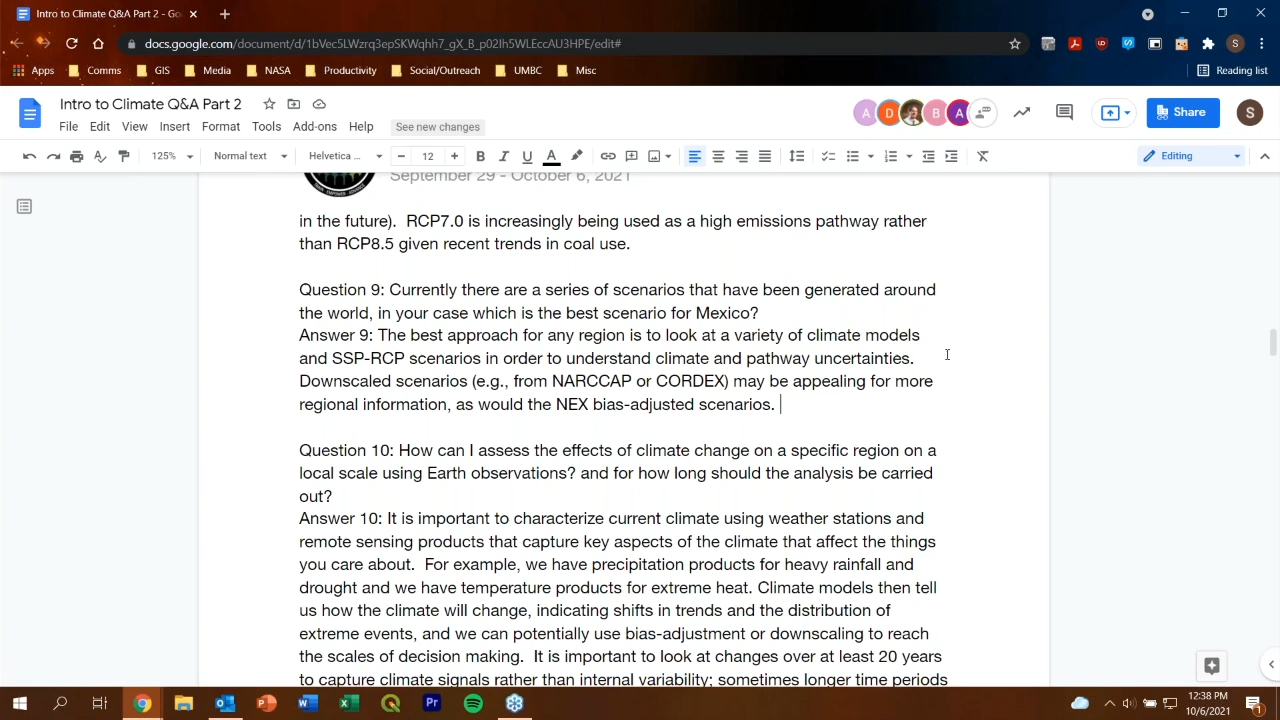 Intro to Climate Q&A Part 2 - Go
docs.google.com/document/d/1bVec5LWzrq3epSKWqhh7_gX_B_p02Ih5WLEccAU3HPE/edit#
S
Apps Comms GIS Media NASA Productivity Social/Outreach UMBC Misc Reading list
Intro to Climate Q&A Part 2
A D B A Share S
File Edit View Insert Format Tools Add-ons Help See new changes
125% Normal text Helvetica ... 12 B I U A Editing
September 29 - October 6, 2021
in the future). RCP7.0 is increasingly being used as a high emissions pathway rather
than RCP8.5 given recent trends in coal use.
Question 9: Currently there are a series of scenarios that have been generated around
the world, in your case which is the best scenario for Mexico?
Answer 9: The best approach for any region is to look at a variety of climate models
and SSP-RCP scenarios in order to understand climate and pathway uncertainties.
Downscaled scenarios (e.g., from NARCCAP or CORDEX) may be appealing for more
regional information, as would the NEX bias-adjusted scenarios.
Question 10: How can I assess the effects of climate change on a specific region on a
local scale using Earth observations? and for how long should the analysis be carried
out?
Answer 10: It is important to characterize current climate using weather stations and
remote sensing products that capture key aspects of the climate that affect the things
you care about. For example, we have precipitation products for heavy rainfall and
drought and we have temperature products for extreme heat. Climate models then tell
us how the climate will change, indicating shifts in trends and the distribution of
extreme events, and we can potentially use bias-adjustment or downscaling to reach
the scales of decision making. It is important to look at changes over at least 20 years
to capture climate signals rather than internal variability; sometimes longer time periods
12:38 PM
10/6/2021
1